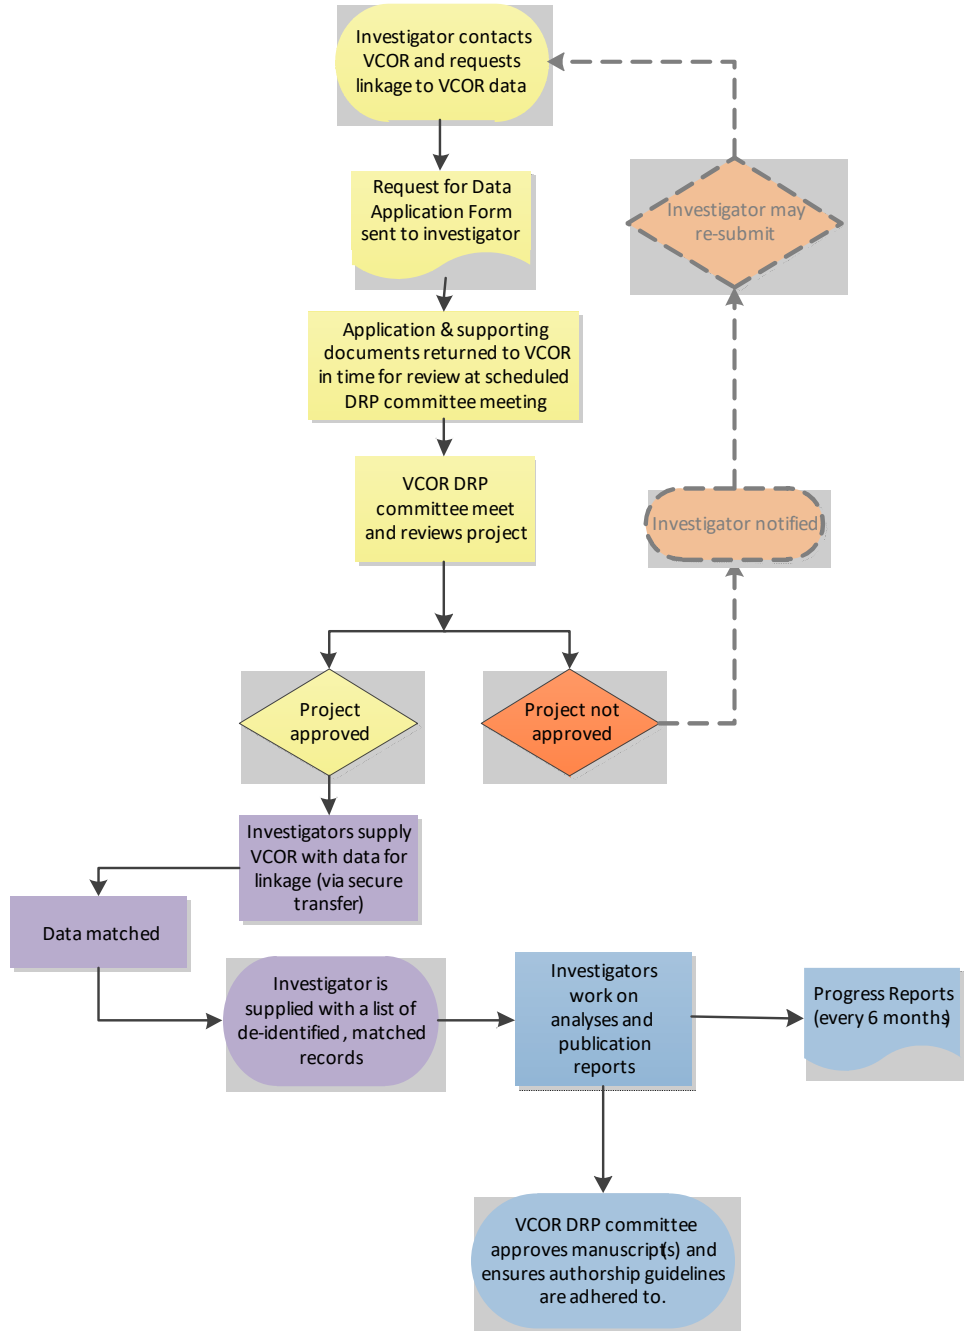 Investigator contacts
VCOR and requests
linkage to VCOR data
Request for Data
Application Form
sent to investigator
Investigator may
re-submit
Application & supporting
documents returned to VCOR
in time for review at scheduled
DRP committee meeting
VCOR DRP
committee meet
and reviews project
Investigator notified
Project
approved
Project not
approved
Investigators supply
VCOR with data for
linkage (via secure
transfer)
Data matched
Investigator is
supplied with a list of
de-identified, matched
records
Investigators
work on
analyses and
publication
reports
Progress Reports
(every 6 months)
VCOR DRP committee
approves manuscript(s) and
ensures authorship guidelines
are adhered to.